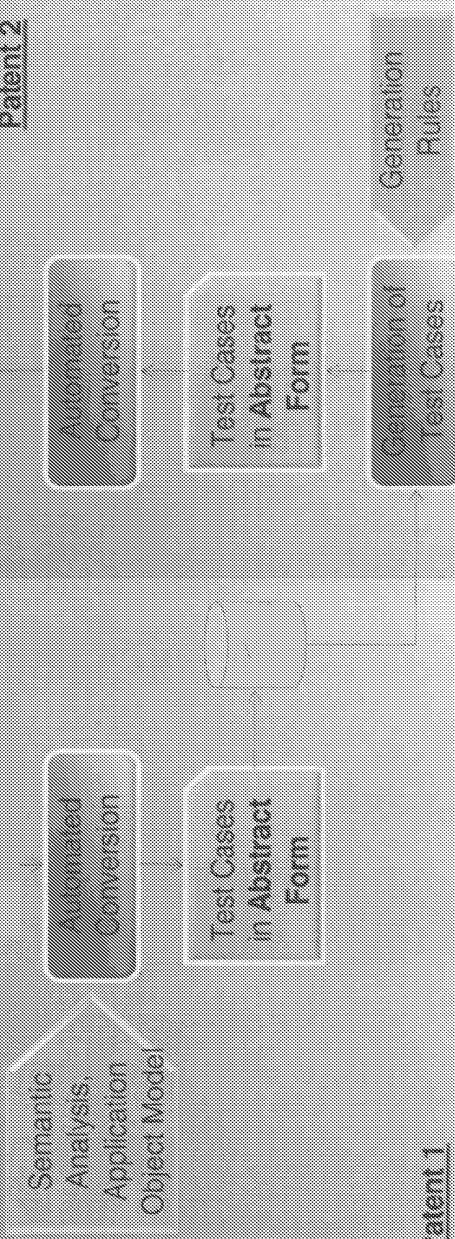 Semantic
Analysis,
Application
Object Model
Automated
Conversion
Test Cases
in Abstract
Form
atent 1
Patent 2
Automated
Conversion
Test Cases
in Abstract
Form
Generation of
Test Cases
Generation
Rules